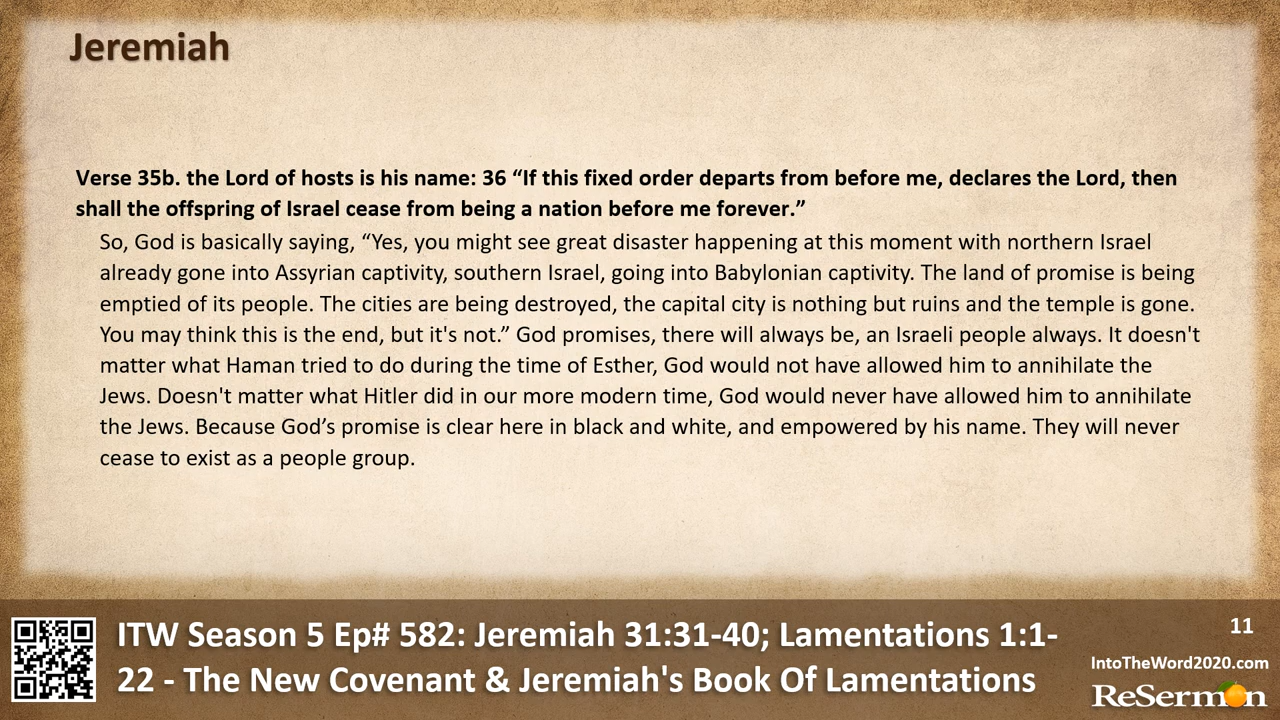 Jeremiah
Verse 35b. the Lord of hosts is his name: 36 “If this fixed order departs from before me, declares the Lord, then
shall the offspring of Israel cease from being a nation before me forever.”
So, God is basically saying, “Yes, you might see great disaster happening at this moment with northern Israel
already gone into Assyrian captivity, southern Israel, going into Babylonian captivity. The land of promise is being
emptied of its people. The cities are being destroyed, the capital city is nothing but ruins and the temple is gone.
You may think this is the end, but it's not.” God promises, there will always be, an Israeli people always. It doesn't
matter what Haman tried to do during the time of Esther, God would not have allowed him to annihilate the
Jews. Doesn't matter what Hitler did in our more modern time, God would never have allowed him to annihilate
the Jews. Because God’s promise is clear here in black and white, and empowered by his name. They will never
cease to exist as a people group.
ITW Season 5 Ep# 582: Jeremiah 31:31-40; Lamentations 1:1-
22 - The New Covenant & Jeremiah's Book Of Lamentations
11
IntoTheWord2020.com
ReSermon